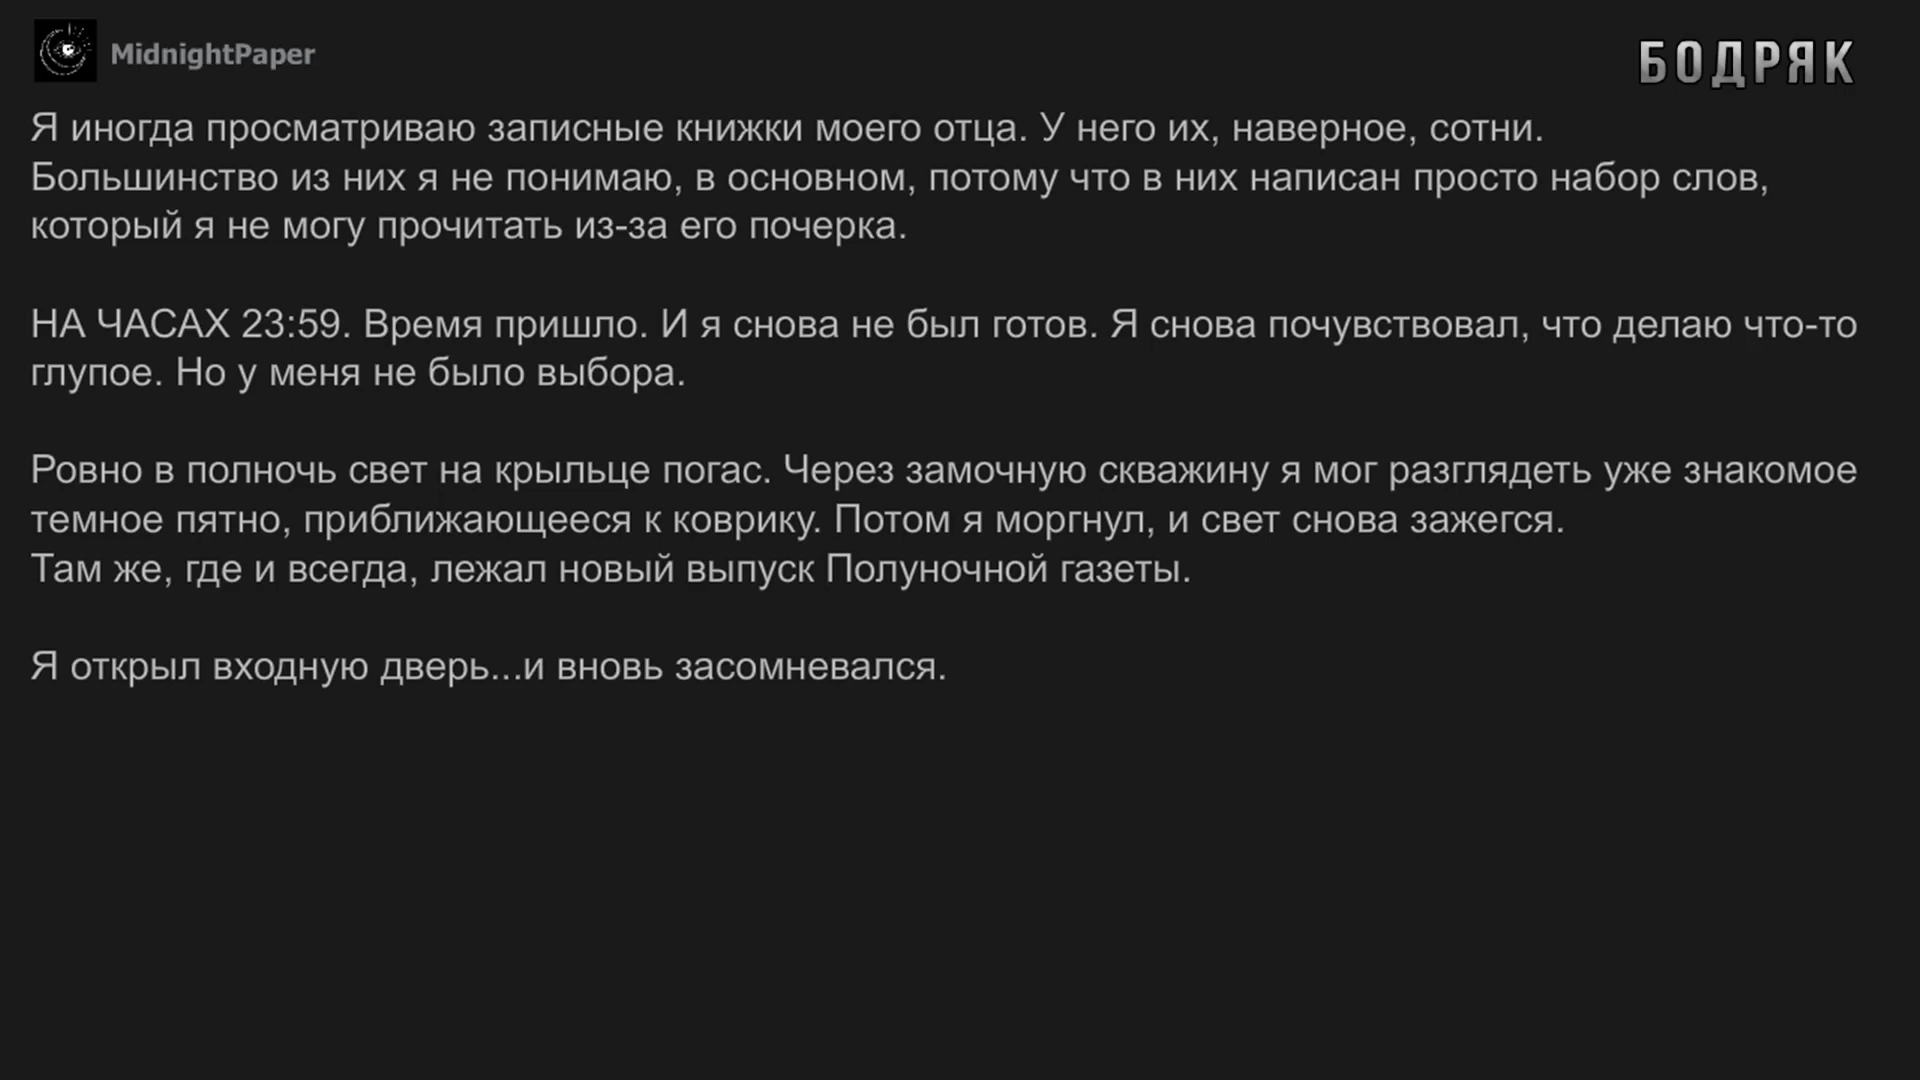 MidnightPaper
БОДРЯК
Я иногда просматриваю записные книжки моего отца. У него их, наверное, сотни.
Большинство из них я не понимаю, в основном, потому что в них написан просто набор слов,
который я не могу прочитать из-за его почерка.
НА ЧАСАХ 23:59. Время пришло. И я снова не был готов. Я снова почувствовал, что делаю что-то
глупое. Но у меня не было выбора.
Ровно в полночь свет на крыльце погас. Через замочную скважину я мог разглядеть уже знакомое
темное пятно, приближающееся к коврику. Потом я моргнул, и свет снова зажегся.
Там же, где и всегда, лежал новый выпуск Полуночной газеты.
Я открыл входную дверь...и вновь засомневался.